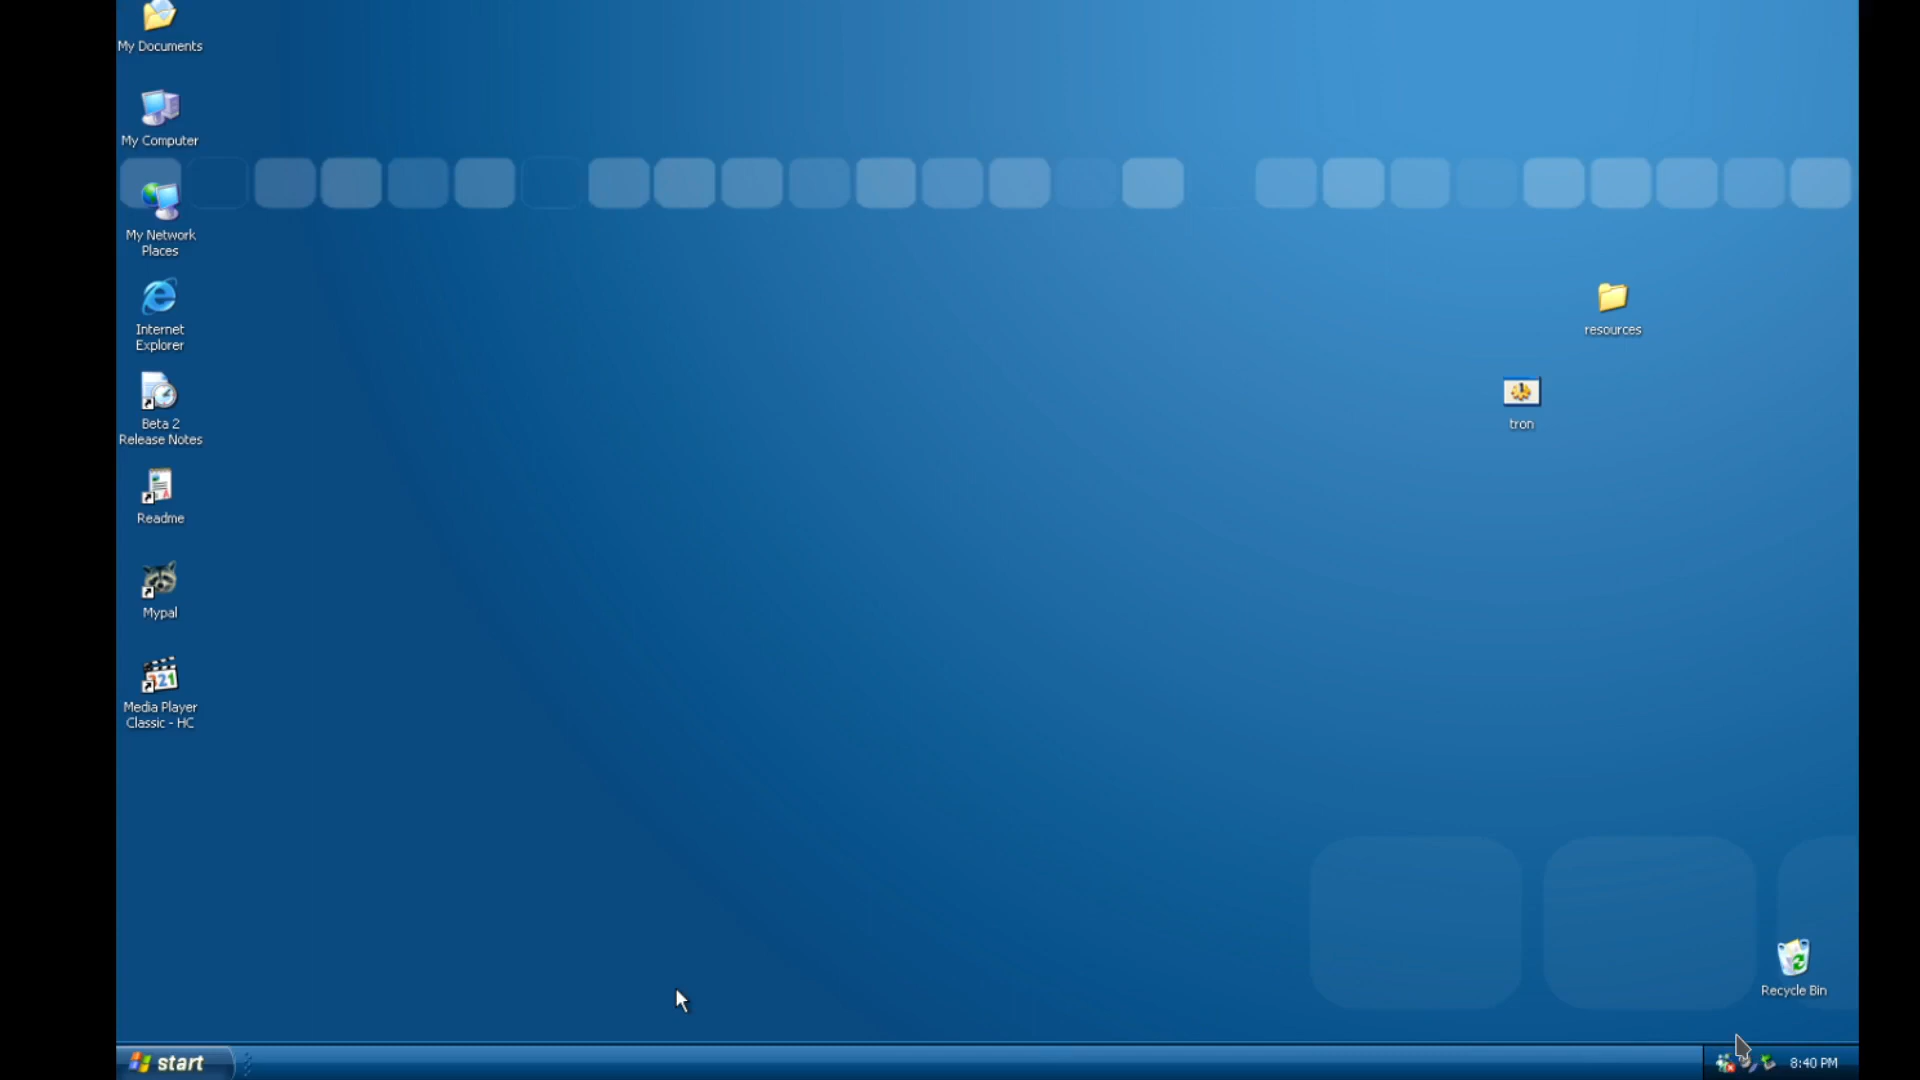 My Documents
My Computer
My Network
Places
Internet
Explorer
Beta 2
Release Notes
Readme
Mypal
321
Media Player
Classic - HC
resources
tron
Recycle Bin
start
8:40 PM